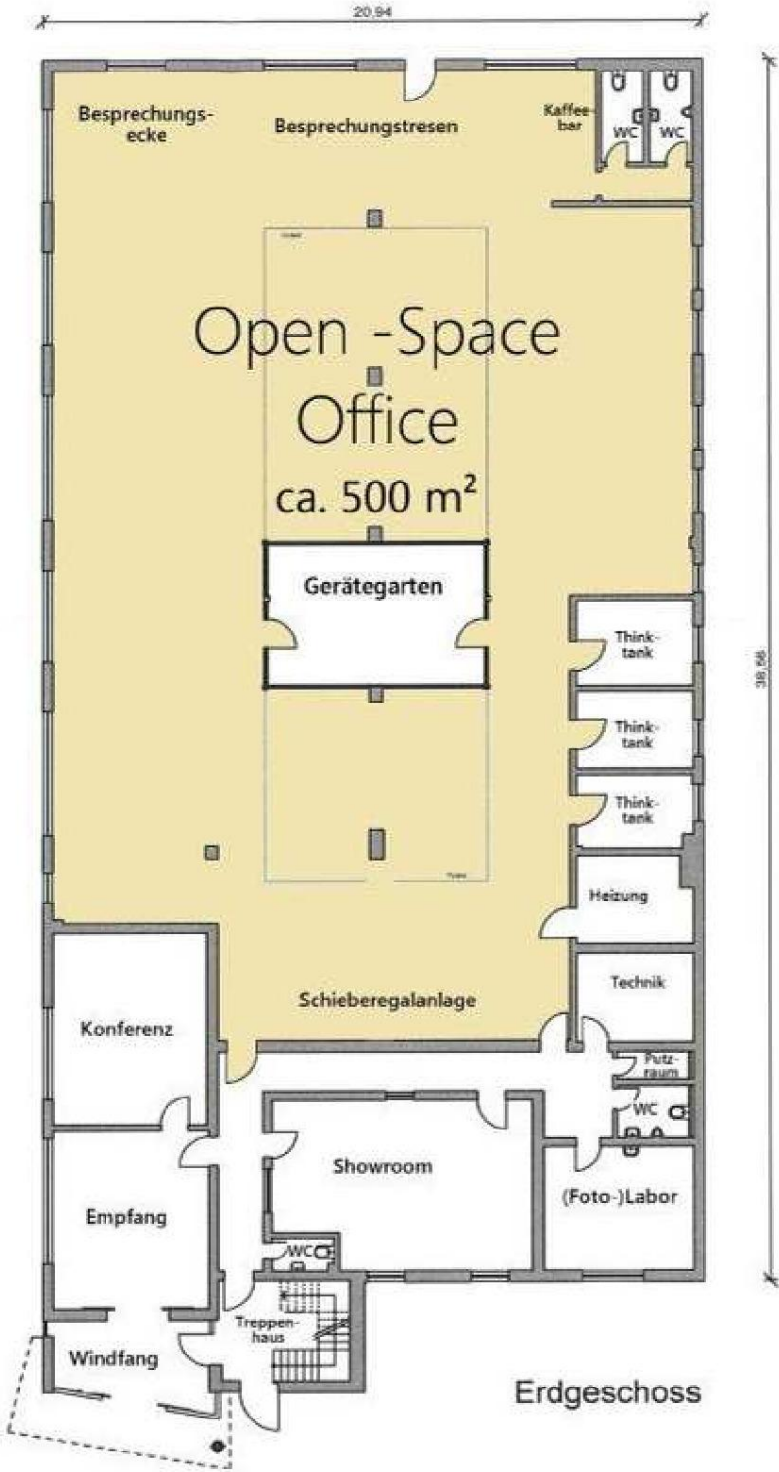 20,94
Besprechungs-
ecke
Besprechungstresen
Kaffee-
bar
WC
WC
Open -Space
Office
ca. 500 m²
Gerätegarten
Think-
tank
Think-
tank
Think-
tank
38,66
Heizung
Technik
Schieberegalanlage
Konferenz
Putz-
raum
WC
Showroom
(Foto-)Labor
Empfang
WC
Treppen-
haus
Windfang
Erdgeschoss